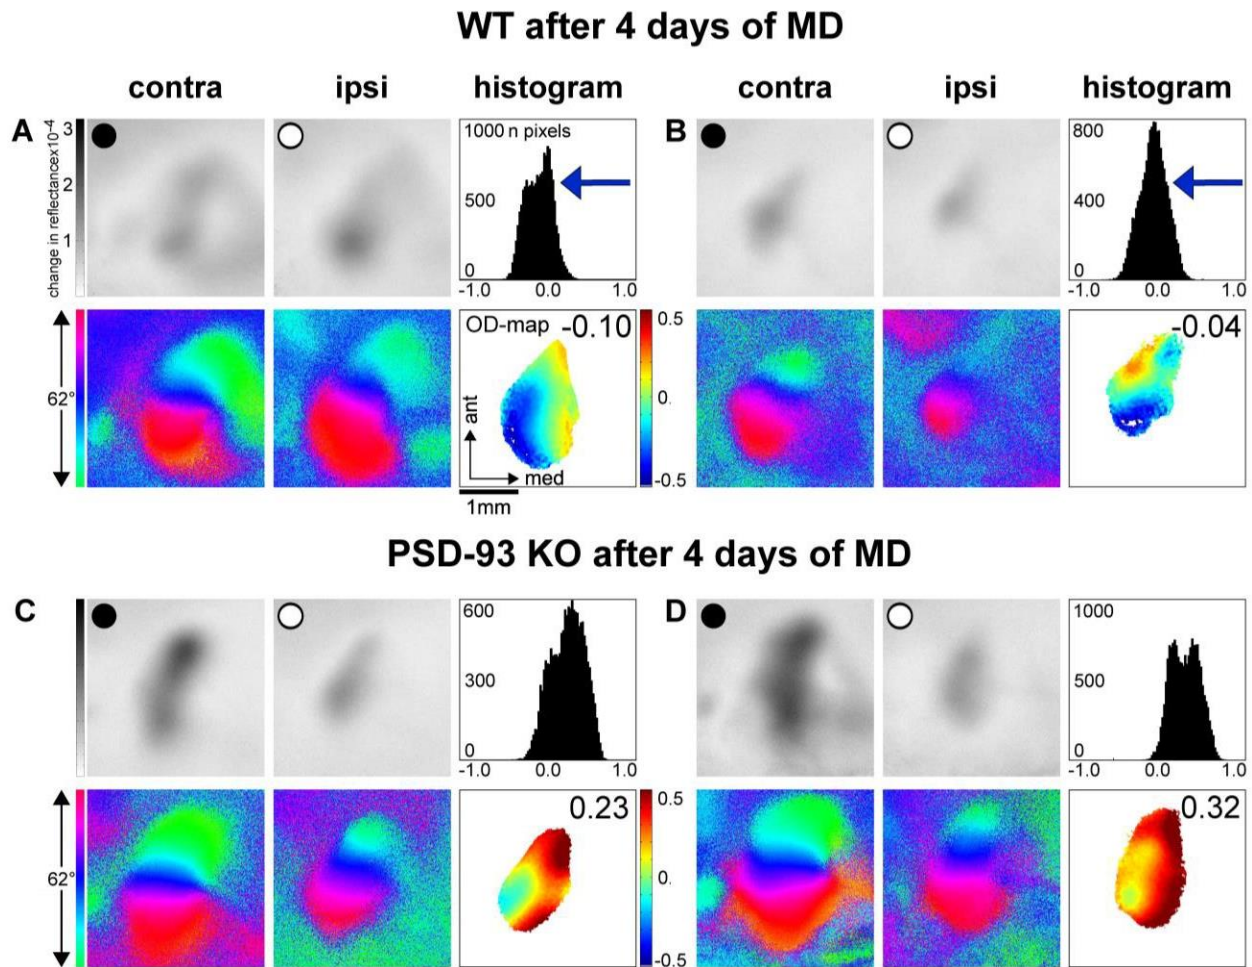 WT after 4 days of MD
contra ipsi histogram contra ipsi histogram
A
change in reflectancex10-4
3
2
1
1000 n pixels
500
0
-1.0 0.0 1.0
B
800
400
0
-1.0 0.0 1.0
62°
OD-map -0.10
ant
med
1mm
0.5
0
-0.5
-0.04
PSD-93 KO after 4 days of MD
C
600
300
0
-1.0 0.0 1.0
D
1000
500
0
-1.0 0.0 1.0
62°
0.23
0.5
0.
-0.5
0.32